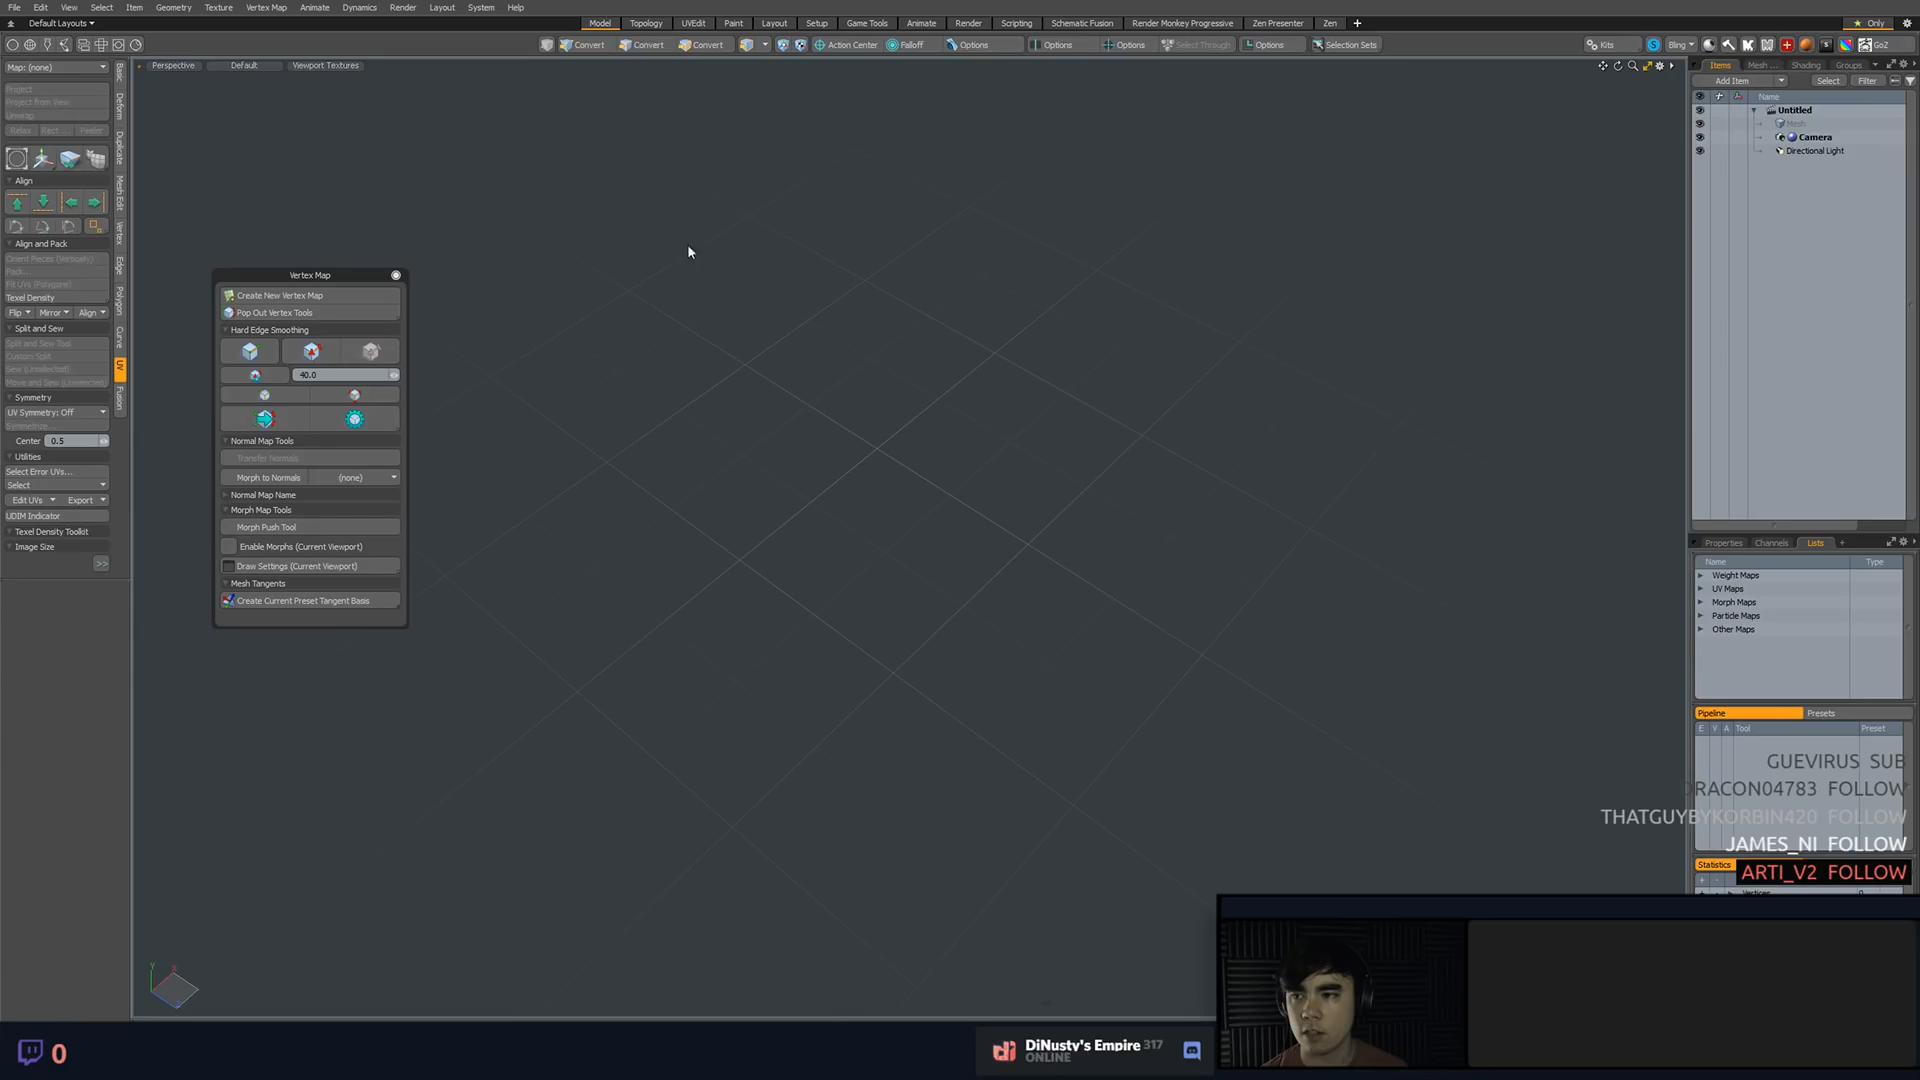 File Edit View Select Item Geometry Texture Vertex Map Animate Dynamics Render Layout System Help
Default Layouts Model Topology UVEdit Paint Layout Setup Game Tools Animate Render Scripting Schematic Fusion Render Monkey Progressive Zen Presenter Zen + Only
Convert Convert Convert Action Center Falloff Options Options Options Select Through Options Selection Sets Kits Bling GoZ
Map: (none)
Project
Project from View
Unwrap
Relax Rect ... Peeler
Align
Align and Pack
Orient Pieces (Vertically)
Pack...
Fit UVs (Polygons)
Texel Density
Flip Mirror Align
Split and Sew
Split and Sew Tool
Custom Split
Sew (Unselected)
Move and Sew (Unselected)
Symmetry
UV Symmetry: Off
Symmetrize...
Center 0.5
Utilities
Select Error UVs...
Select
Edit UVs Export
UDIM Indicator
Texel Density Toolkit
Image Size
>>
Basic
Deform
Duplicate
Mesh Edit
Vertex
Edge
Polygon
Curve
UV
Fusion
Perspective Default Viewport Textures
Vertex Map
Create New Vertex Map
Pop Out Vertex Tools
Hard Edge Smoothing
40.0
Normal Map Tools
Transfer Normals
Morph to Normals (none)
Normal Map Name
Morph Map Tools
Morph Push Tool
Enable Morphs (Current Viewport)
Draw Settings (Current Viewport)
Mesh Tangents
Create Current Preset Tangent Basis
Items Mesh ... Shading Groups
Add Item Select Filter
Name
Untitled
Mesh
Camera
Directional Light
Properties Channels Lists +
Name Type
Weight Maps
UV Maps
Morph Maps
Particle Maps
Other Maps
Pipeline Presets
E V A Tool Preset
GUEVIRUS SUB
DRACON04783 FOLLOW
THATGUYBYKORBIN420 FOLLOW
JAMES_NI FOLLOW
Statistics ARTI_V2 FOLLOW
0
DiNusty's Empire 317
ONLINE